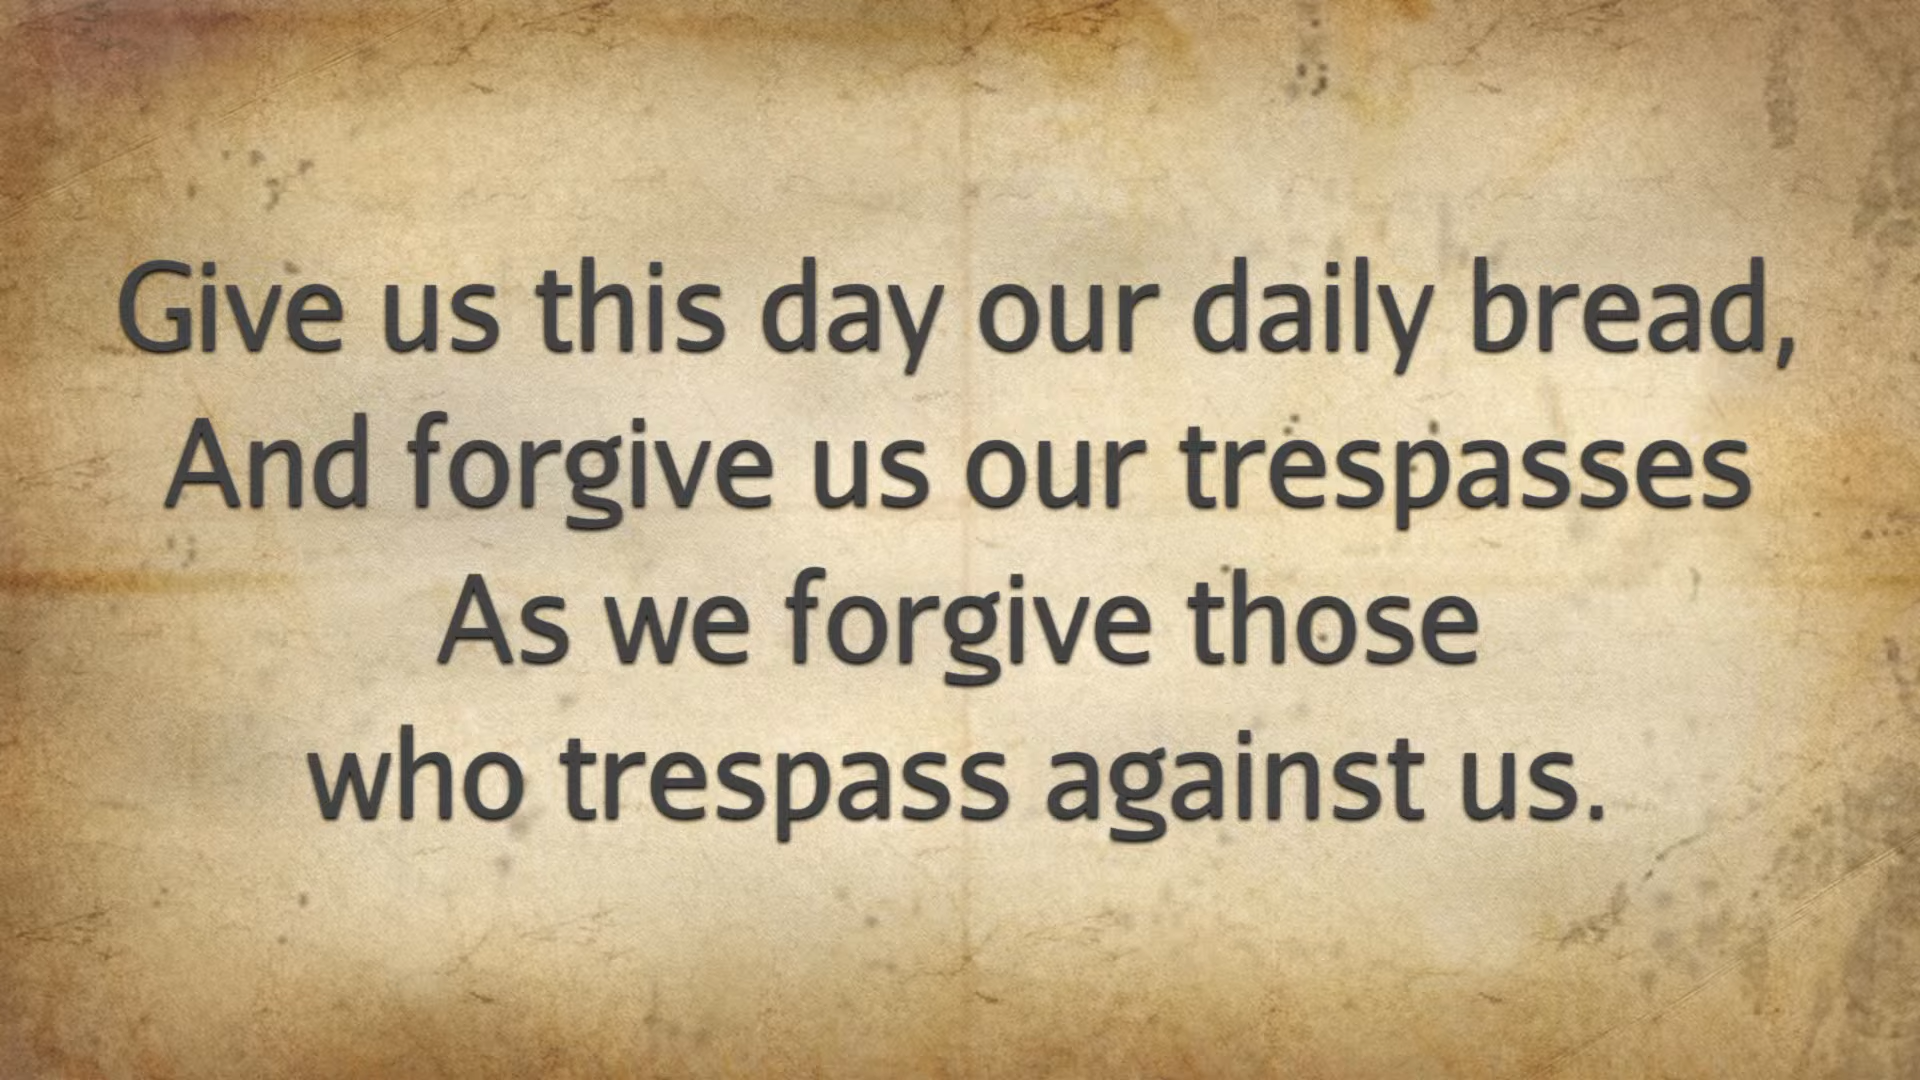 Give us this day our daily bread,
And forgive us our trespasses
As we forgive those
who trespass against us.